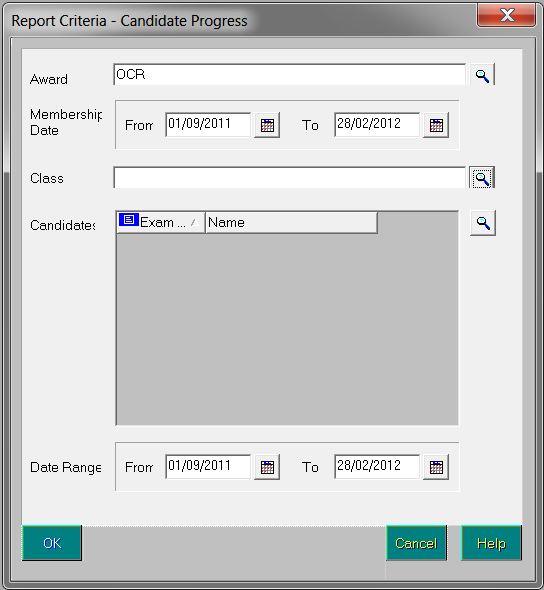 Report Criteria - Candidate Progress
Award OCR
Membership
Date
From 01/09/2011 To 28/02/2012
Class
Candidates Exam ... Name
Date Range From 01/09/2011 To 28/02/2012
OK Cancel Help